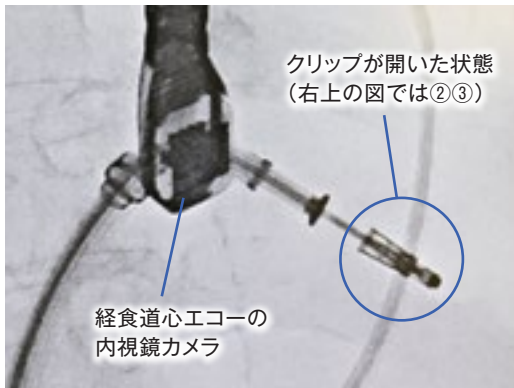 クリップが開いた状態
（右上の図では②③）
経食道心エコーの
内視鏡カメラ